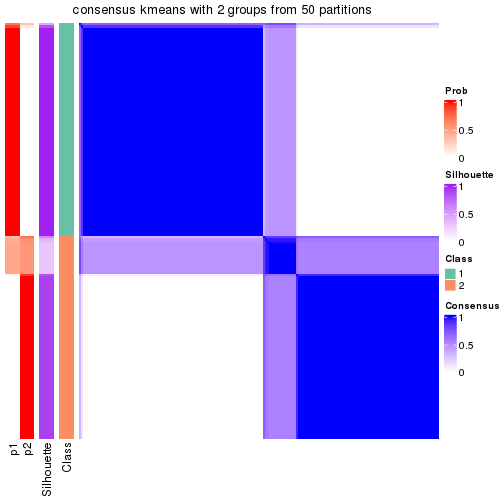 consensus kmeans with 2 groups from 50 partitions
Prob
1
0.5
0
Silhouette
1
0.5
0
Class
1
2
Consensus
1
0.5
0
p1
p2
Silhouette
Class